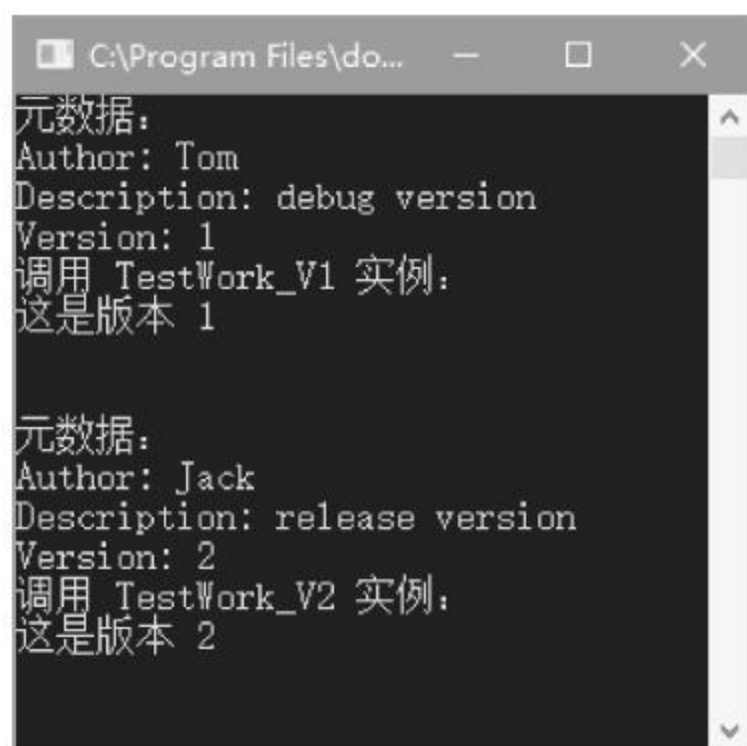 C:\Program Files\do...
元数据：
Author: Tom
Description: debug version
Version: 1
调用 TestWork_V1 实例：
这是版本 1
元数据：
Author: Jack
Description: release version
Version: 2
调用 TestWork_V2 实例：
这是版本 2